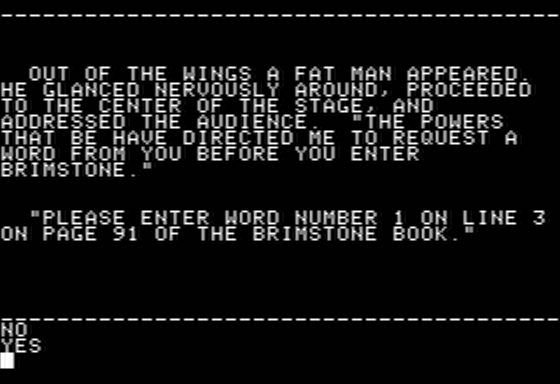 OUT OF THE WINGS A FAT MAN APPEARED.
HE GLANCED NERVOUSLY AROUND, PROCEEDED
TO THE CENTER OF THE STAGE, AND
ADDRESSED THE AUDIENCE. "THE POWERS
THAT BE HAVE DIRECTED ME TO REQUEST A
WORD FROM YOU BEFORE YOU ENTER
BRIMSTONE."
"PLEASE ENTER WORD NUMBER 1 ON LINE 3
ON PAGE 91 OF THE BRIMSTONE BOOK."
NO
YES